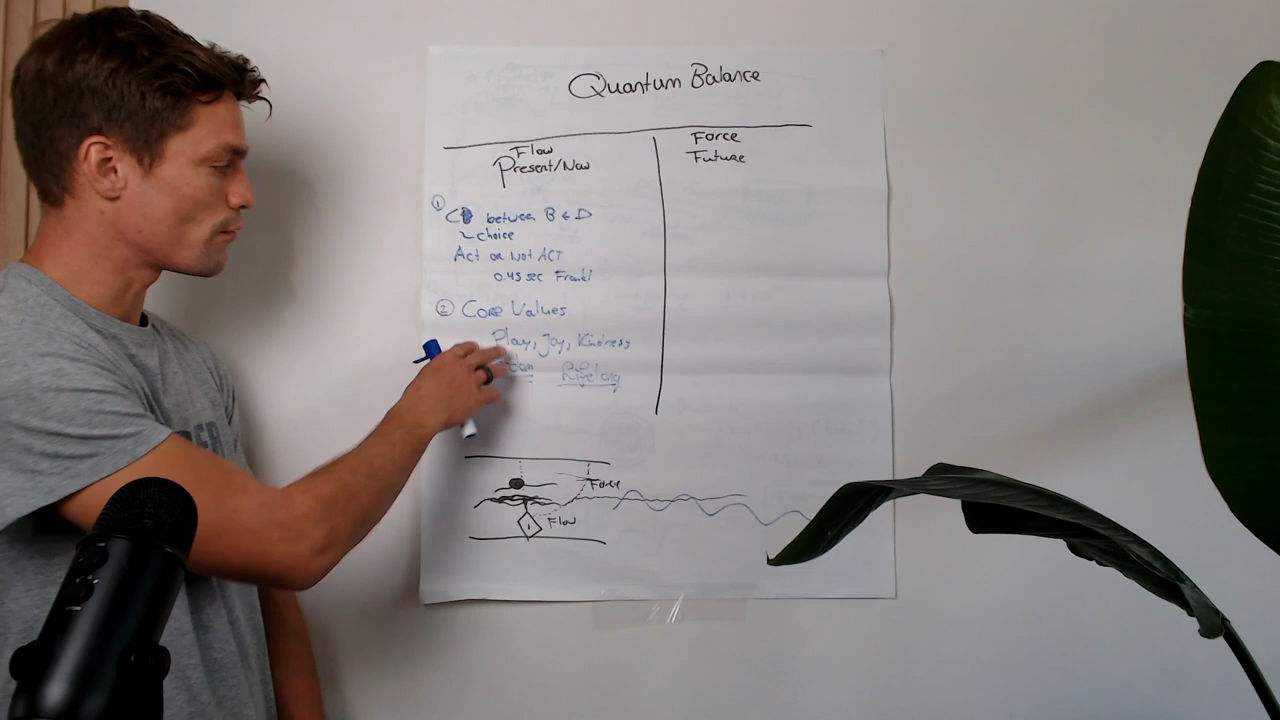 Quantum Balance
Flow
Present/Now
Force
Future
①
C between B & D
~ choice
Act or Not ACT
0.45 sec Frankl
② Core Values
Play, Joy, Kindness
Force
Flow